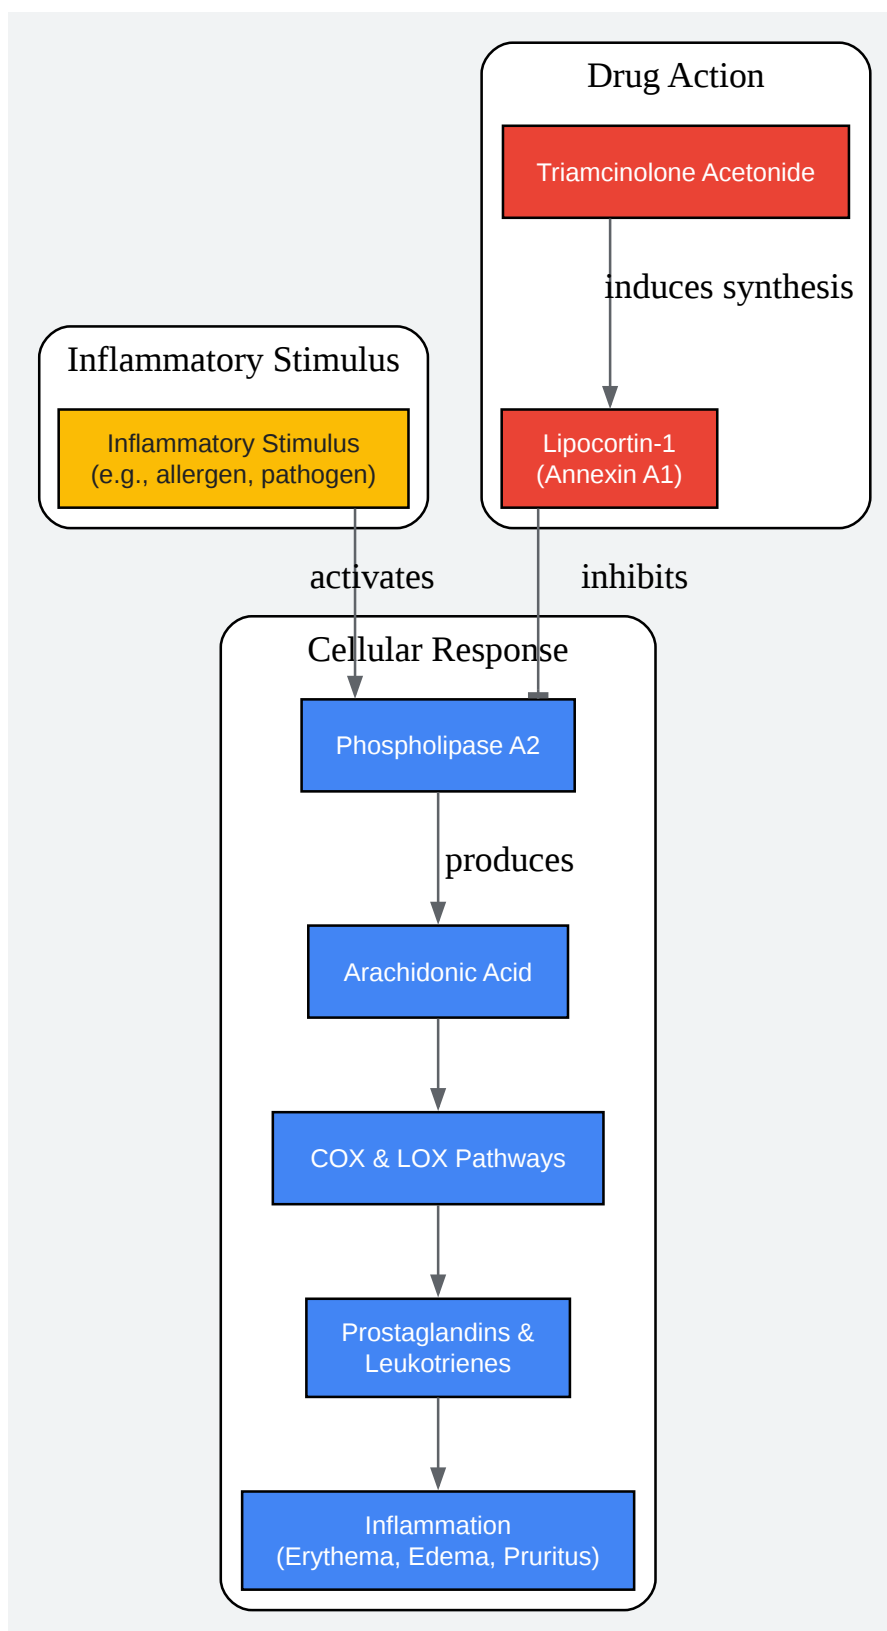 Drug Action
Triamcinolone Acetonide
induces synthesis
Inflammatory Stimulus
Inflammatory Stimulus
(e.g., allergen, pathogen)
Lipocortin-1
(Annexin A1)
activates
inhibits
Cellular Response
Phospholipase A2
produces
Arachidonic Acid
COX & LOX Pathways
Prostaglandins &
Leukotrienes
Inflammation
(Erythema, Edema, Pruritus)